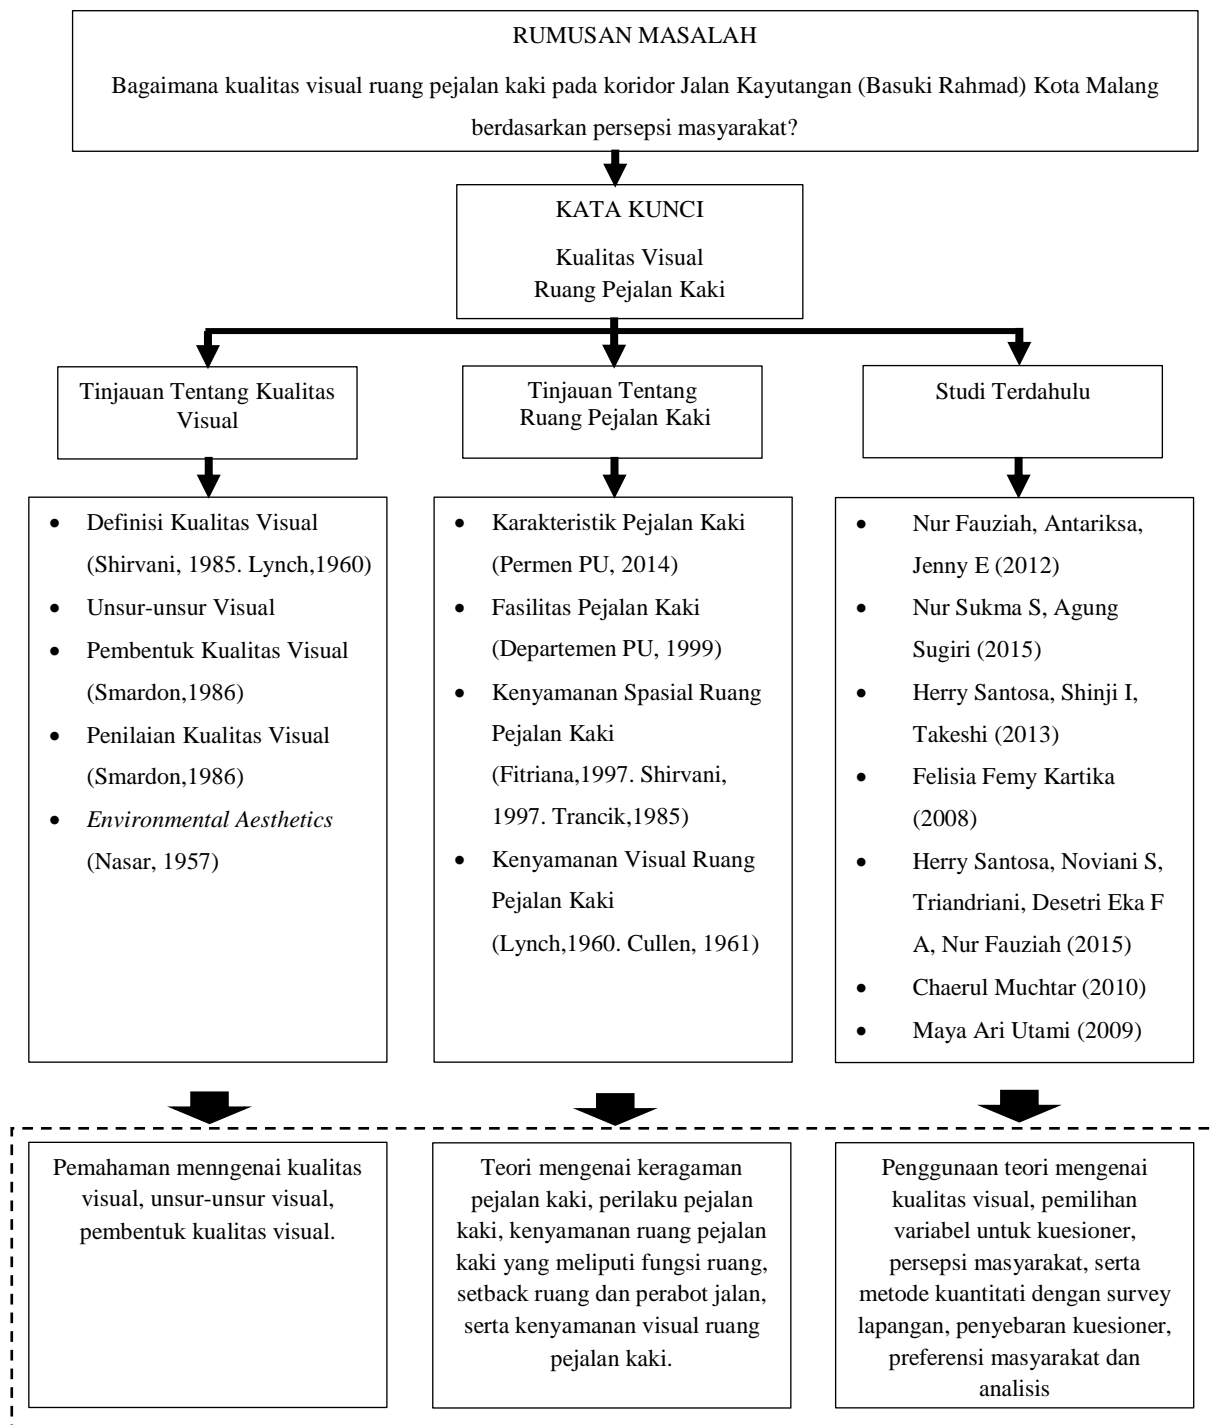 RUMUSAN MASALAH
Bagaimana kualitas visual ruang pejalan kaki pada koridor Jalan Kayutangan (Basuki Rahmad) Kota Malang
berdasarkan persepsi masyarakat?
KATA KUNCI
Kualitas Visual
Ruang Pejalan Kaki
Tinjauan Tentang Kualitas
Visual
Tinjauan Tentang
Ruang Pejalan Kaki
Studi Terdahulu
• Definisi Kualitas Visual
(Shirvani, 1985. Lynch,1960)
• Unsur-unsur Visual
• Pembentuk Kualitas Visual
(Smardon,1986)
• Penilaian Kualitas Visual
(Smardon,1986)
• Environmental Aesthetics
(Nasar, 1957)
• Karakteristik Pejalan Kaki
(Permen PU, 2014)
• Fasilitas Pejalan Kaki
(Departemen PU, 1999)
• Kenyamanan Spasial Ruang
Pejalan Kaki
(Fitriana,1997. Shirvani,
1997. Trancik,1985)
• Kenyamanan Visual Ruang
Pejalan Kaki
(Lynch,1960. Cullen, 1961)
• Nur Fauziah, Antariksa,
Jenny E (2012)
• Nur Sukma S, Agung
Sugiri (2015)
• Herry Santosa, Shinji I,
Takeshi (2013)
• Felisia Femy Kartika
(2008)
• Herry Santosa, Noviani S,
Triandriani, Desetri Eka F
A, Nur Fauziah (2015)
• Chaerul Muchtar (2010)
• Maya Ari Utami (2009)
Pemahaman menngenai kualitas
visual, unsur-unsur visual,
pembentuk kualitas visual.
Teori mengenai keragaman
pejalan kaki, perilaku pejalan
kaki, kenyamanan ruang pejalan
kaki yang meliputi fungsi ruang,
setback ruang dan perabot jalan,
serta kenyamanan visual ruang
pejalan kaki.
Penggunaan teori mengenai
kualitas visual, pemilihan
variabel untuk kuesioner,
persepsi masyarakat, serta
metode kuantitati dengan survey
lapangan, penyebaran kuesioner,
preferensi masyarakat dan
analisis